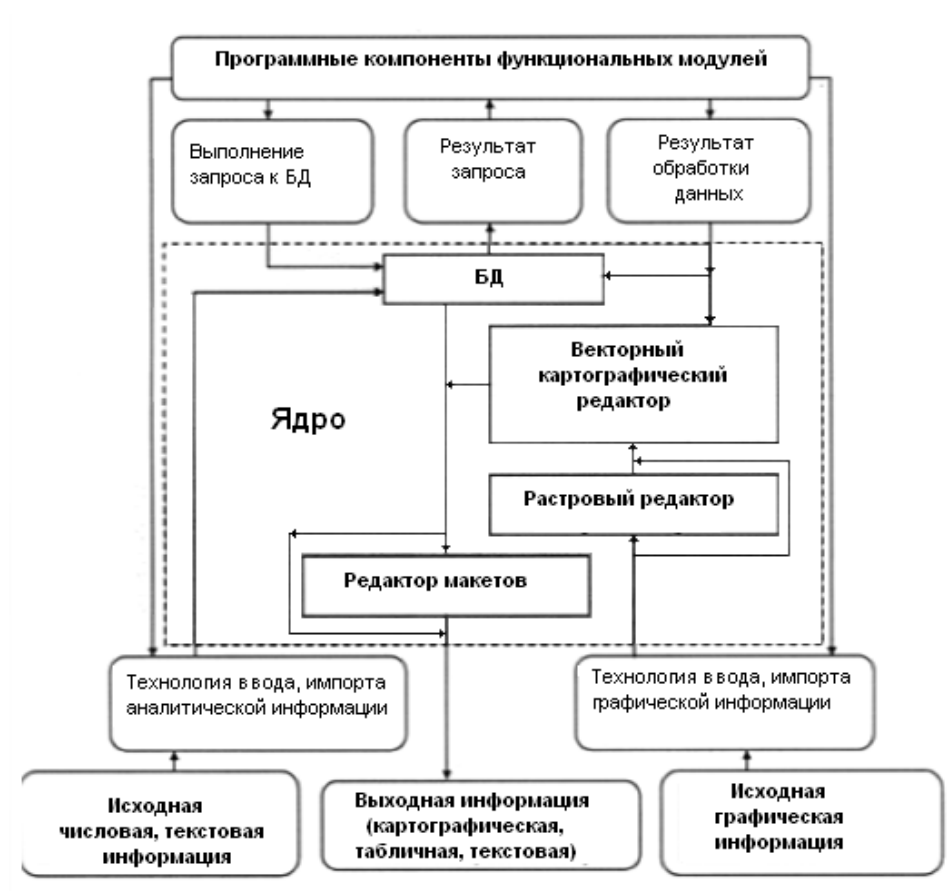 Программные компоненты функциональных модулей
Выполнение
запроса к БД
Результат
запроса
Результат
обработки
данных
БД
Векторный
картографический
редактор
Ядро
Растровый редактор
Редактор макетов
Технология ввода, импорта
аналитической информации
Технология ввода, импорта
графической информации
Исходная
числовая, текстовая
информация
Выходная информация
(картографическая,
табличная, текстовая)
Исходная
графическая
информация